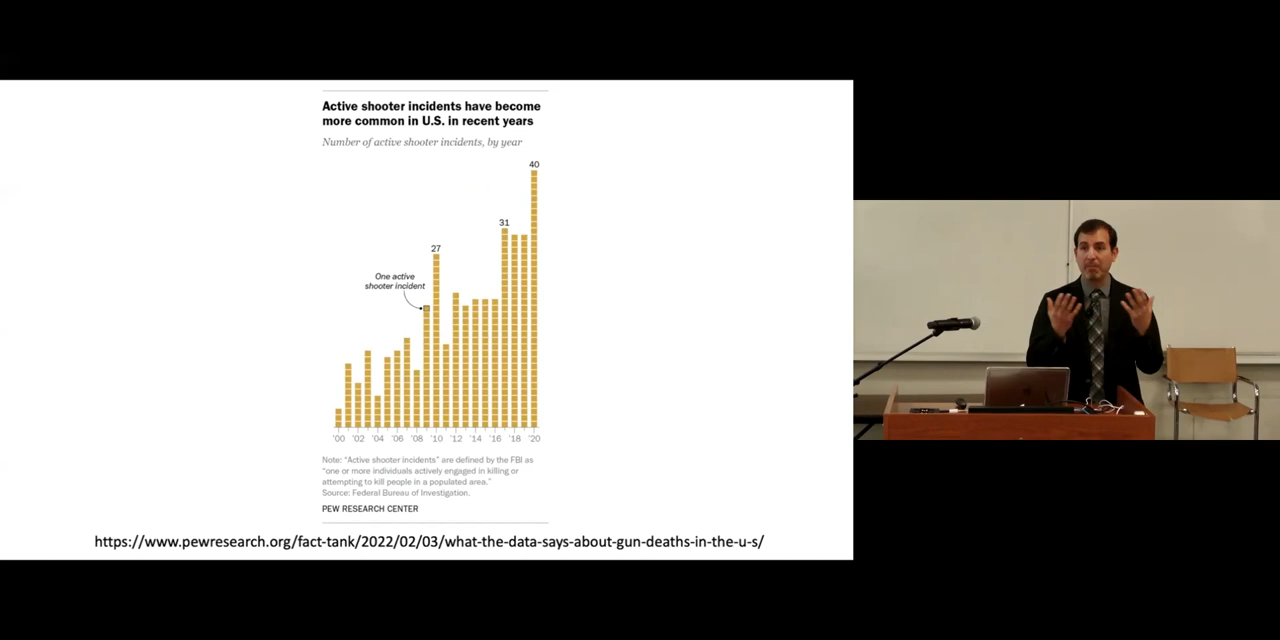 Active shooter incidents have become
more common in U.S. in recent years
Number of active shooter incidents, by year
40
31
27
One active
shooter incident
'00 '02 '04 '06 '08 '10 '12 '14 '16 '18 '20
Note: “Active shooter incidents” are defined by the FBI as
“one or more individuals actively engaged in killing or
attempting to kill people in a populated area.”
Source: Federal Bureau of Investigation.
PEW RESEARCH CENTER
https://www.pewresearch.org/fact-tank/2022/02/03/what-the-data-says-about-gun-deaths-in-the-u-s/